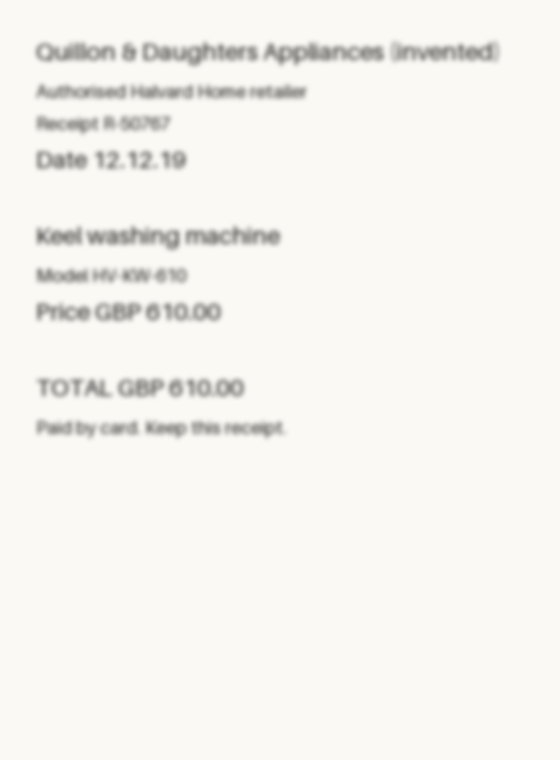 Quillon & Daughters Appliances (invented)
Authorised Halvard Home retailer
Receipt R-50767
Date 12.12.19
Keel washing machine
Model HV-KW-610
Price GBP 610.00
TOTAL GBP 610.00
Paid by card. Keep this receipt.